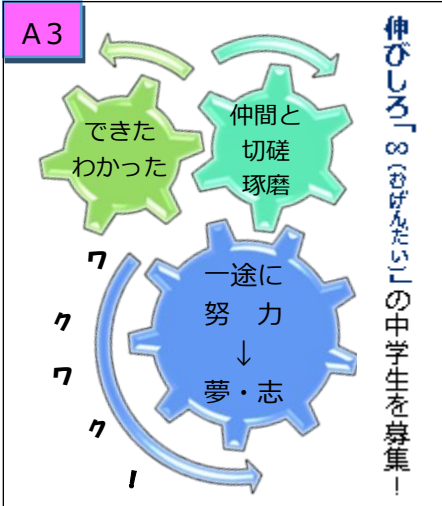 A3
伸びしろ「∞(むげんだい)」の中学生を募集！
できた
わかった
仲間と
切磋
琢磨
一途に
努　力
↓
夢・志
ワクワク！